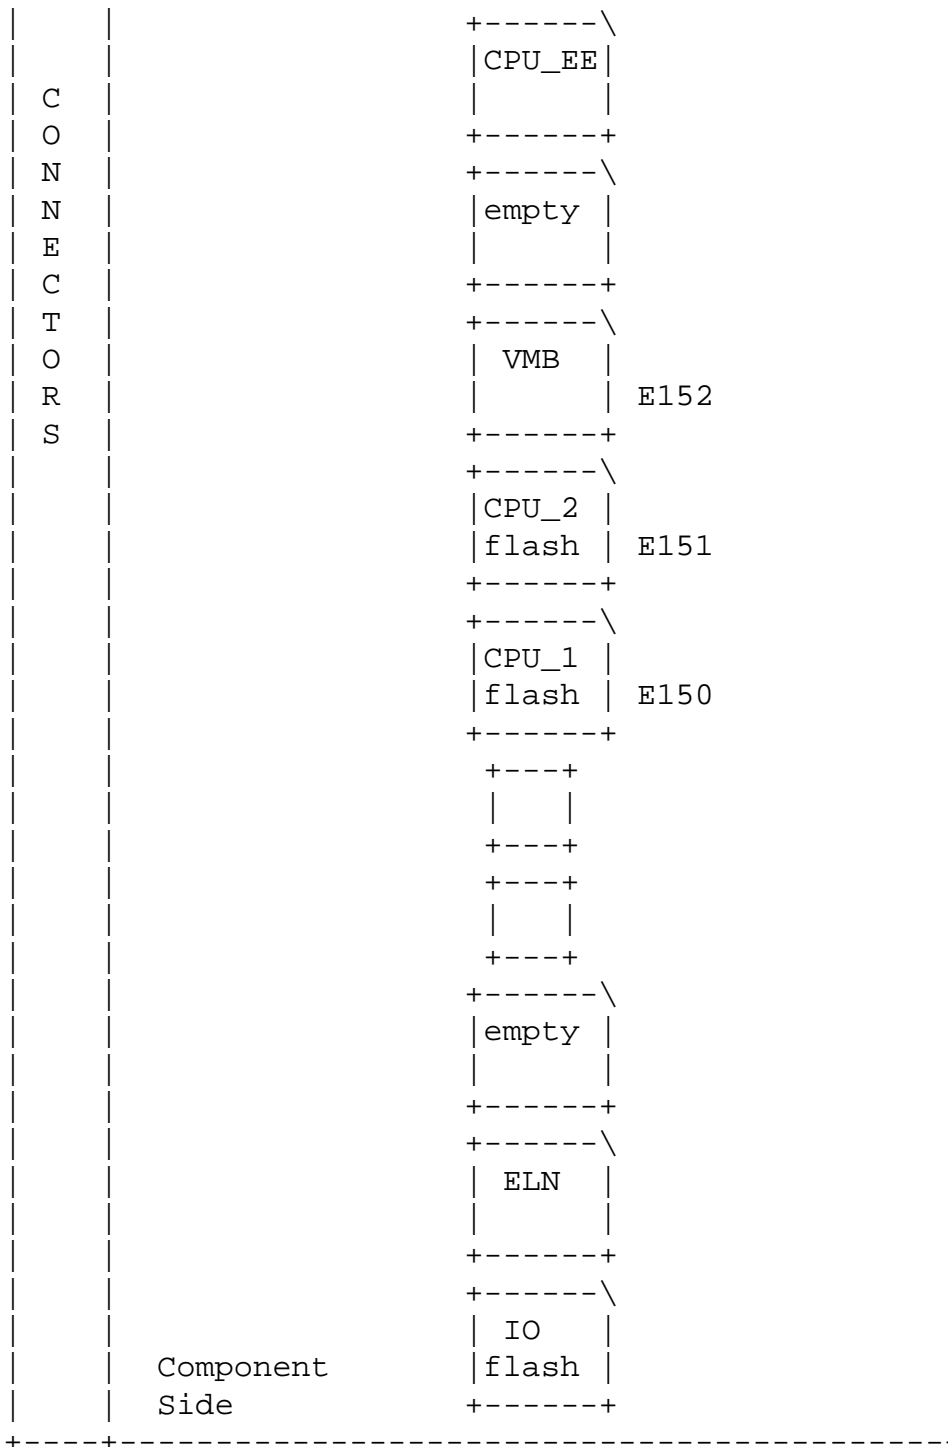 |    |                   +------\
|    |                   |CPU_EE|
| C  |                   |      |
| O  |                   +------+
| N  |                   +------\
| N  |                   |empty |
| E  |                   |      |
| C  |                   +------+
| T  |                   +------\
| O  |                   | VMB  |
| R  |                   |      | E152
| S  |                   +------+
|    |                   +------\
|    |                   |CPU_2 |
|    |                   |flash | E151
|    |                   +------+
|    |                   +------\
|    |                   |CPU_1 |
|    |                   |flash | E150
|    |                   +------+
|    |                    +---+
|    |                    |   |
|    |                    +---+
|    |                    +---+
|    |                    |   |
|    |                    +---+
|    |                   +------\
|    |                   |empty |
|    |                   |      |
|    |                   +------+
|    |                   +------\
|    |                   | ELN  |
|    |                   |      |
|    |                   +------+
|    |                   +------\
|    |                   | IO   |
|    |  Component        |flash |
|    |  Side             +------+
+----+--------------------------------------------